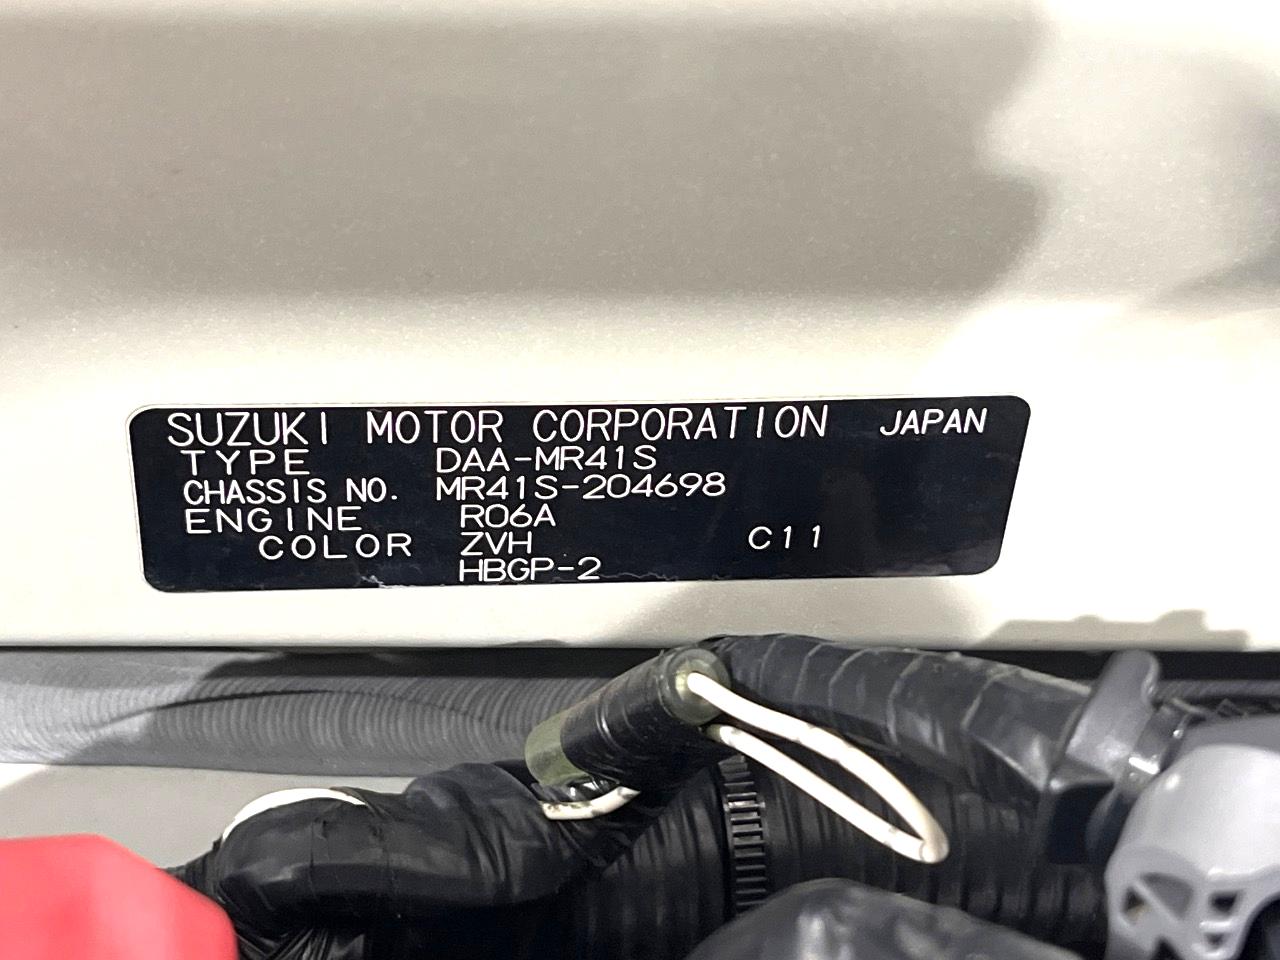 SUZUKI MOTOR CORPORATION JAPAN
TYPE DAA-MR41S
CHASSIS NO. MR41S-204698
ENGINE R06A
COLOR ZVH C11
HBGP-2